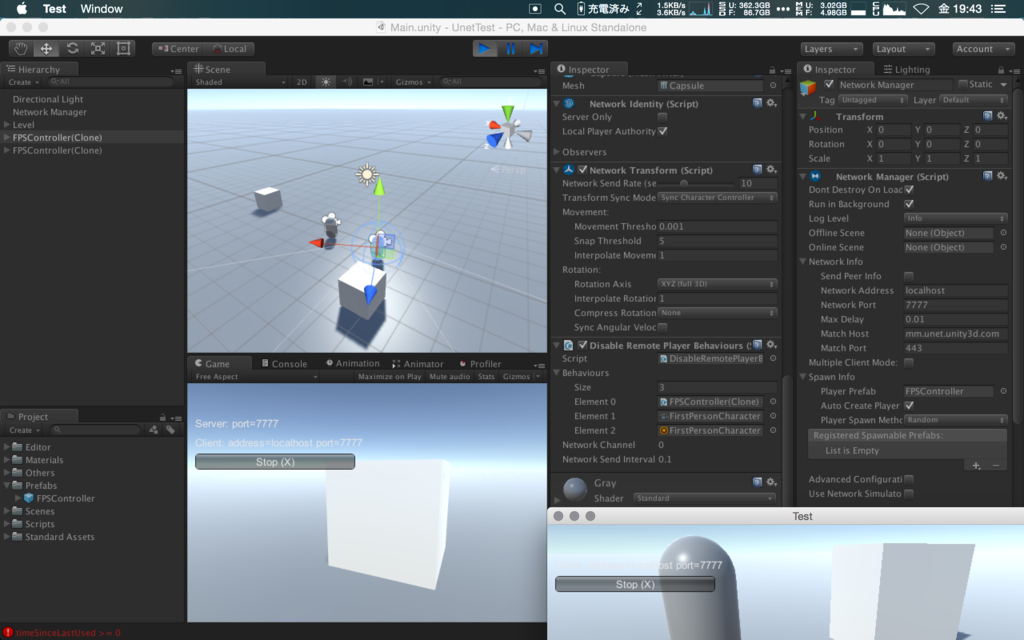 Test Window 充電済み 1.5KB/s 3.6KB/s U: 362.3GB F: 86.7GB U: 3.02GB F: 4.98GB 金 19:43
Main.unity - UnetTest - PC, Mac & Linux Standalone
Center Local Layers Layout Account
Hierarchy
Create All
Directional Light
Network Manager
Level
FPSController(Clone)
FPSController(Clone)
Scene
Shaded 2D Gizmos All
Persp
Game Console Animation Animator Profiler
Free Aspect Maximize on Play Mute audio Stats Gizmos
Server: port=7777
Client: address=localhost port=7777
Stop (X)
Project
Create
Editor
Materials
Others
Prefabs
FPSController
Scenes
Scripts
Standard Assets
timeSinceLastUsed >= 0
Inspector
Mesh Capsule
Network Identity (Script)
Server Only
Local Player Authority
Observers
Network Transform (Script)
Network Send Rate (se 10
Transform Sync Mode Sync Character Controller
Movement:
Movement Thresho 0.001
Snap Threshold 5
Interpolate Movem 1
Rotation:
Rotation Axis XYZ (full 3D)
Interpolate Rotation 1
Compress Rotation None
Sync Angular Veloc
Disable Remote Player Behaviours (
Script DisableRemotePlayerB
Behaviours
Size 3
Element 0 FPSController(Clone)
Element 1 FirstPersonCharacter
Element 2 FirstPersonCharacter
Network Channel 0
Network Send Interval 0.1
Gray
Shader Standard
Inspector Lighting
Network Manager Static
Tag Untagged Layer Default
Transform
Position X 0 Y 0 Z 0
Rotation X 0 Y 0 Z 0
Scale X 1 Y 1 Z 1
Network Manager (Script)
Dont Destroy On Load
Run in Background
Log Level Info
Offline Scene None (Object)
Online Scene None (Object)
Network Info
Send Peer Info
Network Address localhost
Network Port 7777
Max Delay 0.01
Match Host mm.unet.unity3d.com
Match Port 443
Multiple Client Mode:
Spawn Info
Player Prefab FPSController
Auto Create Player
Player Spawn Metho Random
Registered Spawnable Prefabs:
List is Empty
Advanced Configurati
Use Network Simulato
Test
port=7777
Stop (X)